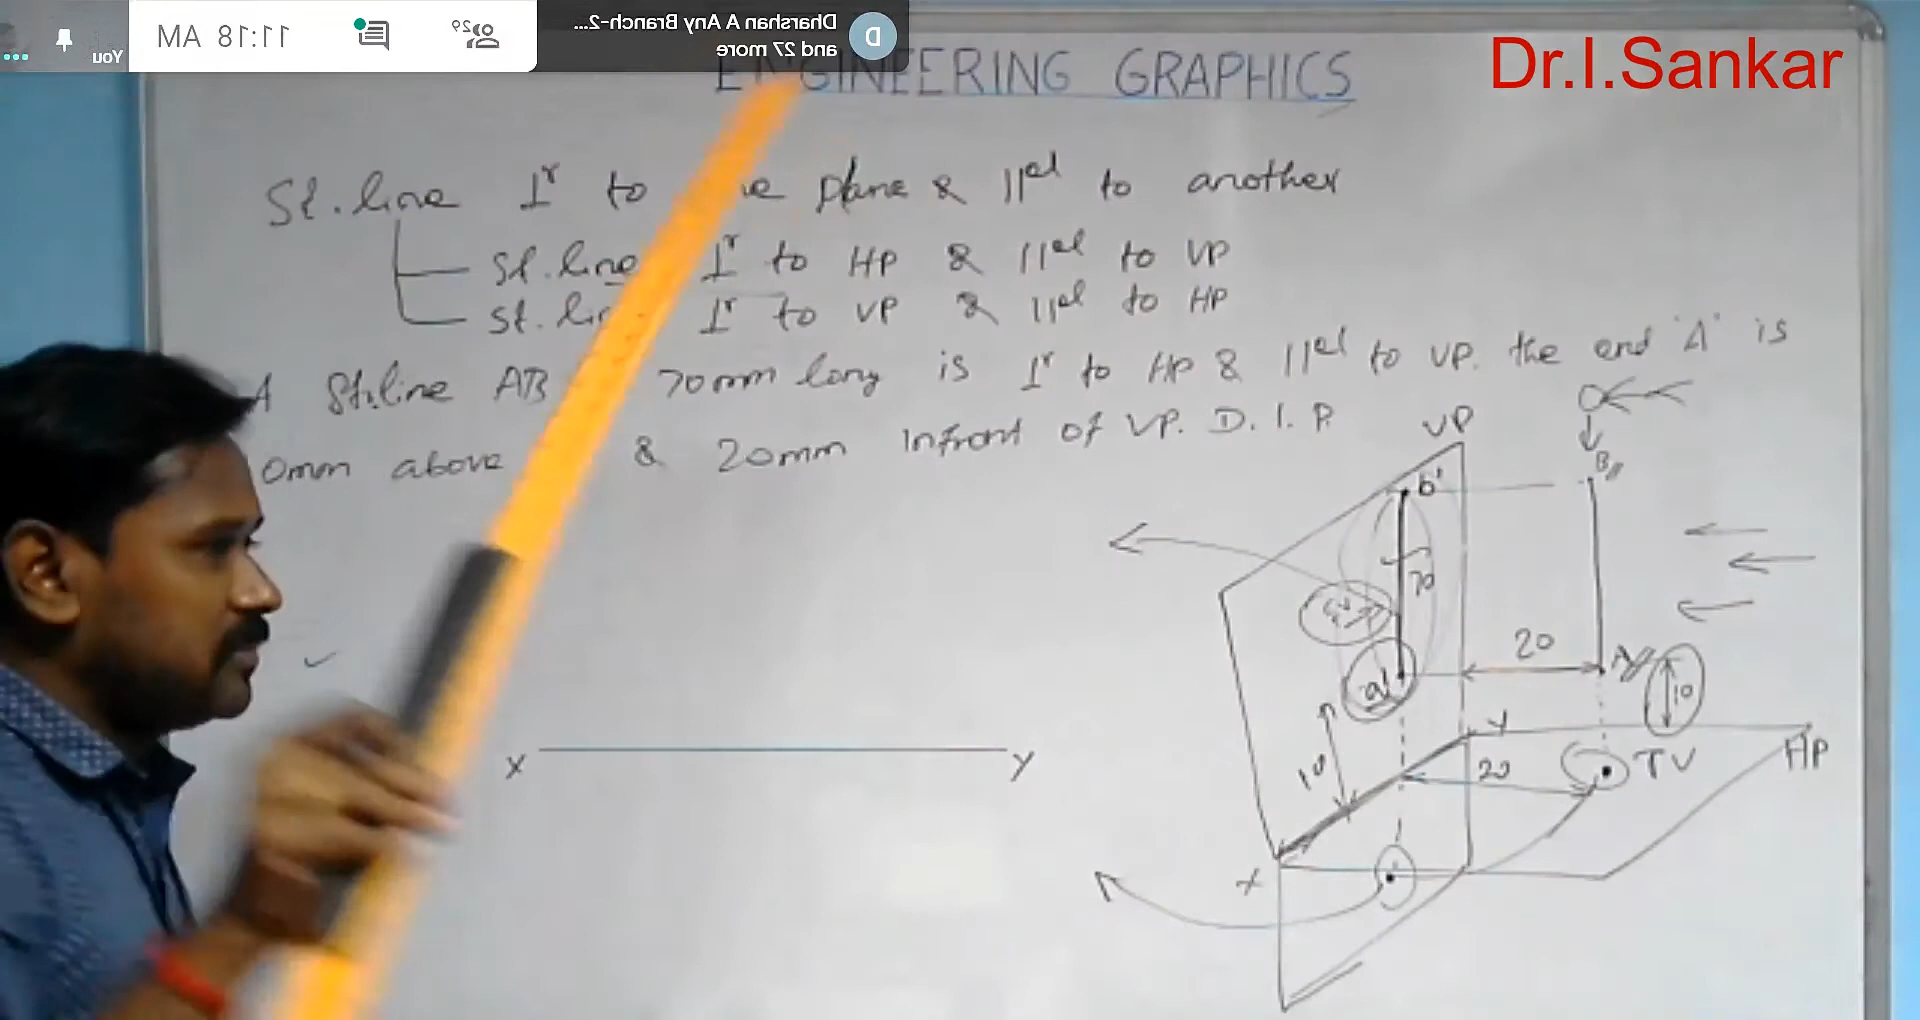 You
11:18 AM
29
Dharshan A Any Branch-2...
and 27 more
D
ENGINEERING GRAPHICS
Dr.I.Sankar
St. line ⊥r to plane & ||el to another
St. line ⊥r to HP & ||el to VP
St. line ⊥r to VP & ||el to HP
A St.line AB 70mm long is ⊥r to HP & ||el to VP. the end 'A' is
0mm above & 20mm Infront of VP. D. I. P.
VP
B
b'
70
20
A
a'
10
10
Y
20
TV
HP
X
X Y